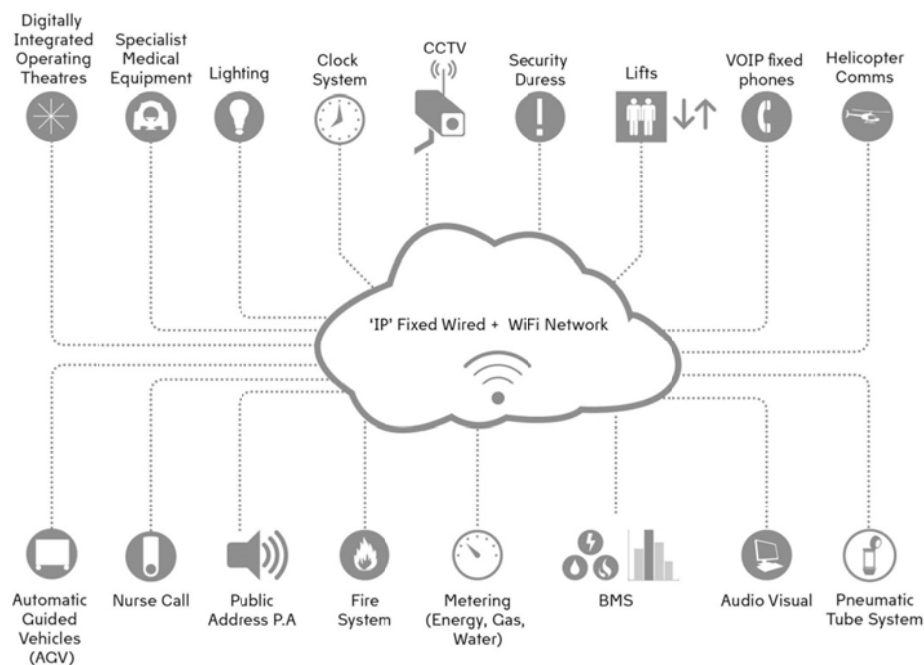 Digitally
Integrated
Operating
Theatres
Specialist
Medical
Equipment
Lighting
Clock
System
CCTV
Security
Duress
Lifts
VOIP fixed
phones
Helicopter
Comms
'IP' Fixed Wired + WiFi Network
Automatic
Guided
Vehicles
(AGV)
Nurse Call
Public
Address P.A
Fire
System
Metering
(Energy, Gas,
Water)
BMS
Audio Visual
Pneumatic
Tube System